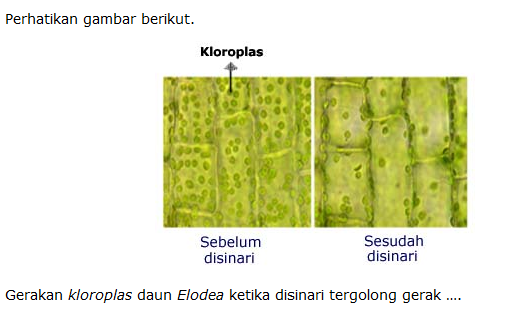 Perhatikan gambar berikut.
Kloroplas
Sebelum disinari
Sesudah disinari
Gerakan kloroplas daun Elodea ketika disinari tergolong gerak ....